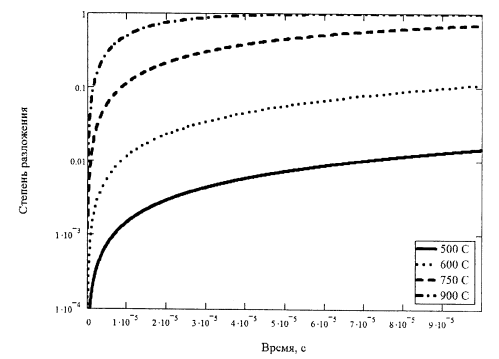 1
0.1
0.01
1·10⁻³
1·10⁻⁴
Степень разложения
500 С
600 С
750 С
900 С
0 1·10⁻⁵ 2·10⁻⁵ 3·10⁻⁵ 4·10⁻⁵ 5·10⁻⁵ 6·10⁻⁵ 7·10⁻⁵ 8·10⁻⁵ 9·10⁻⁵
Время, с